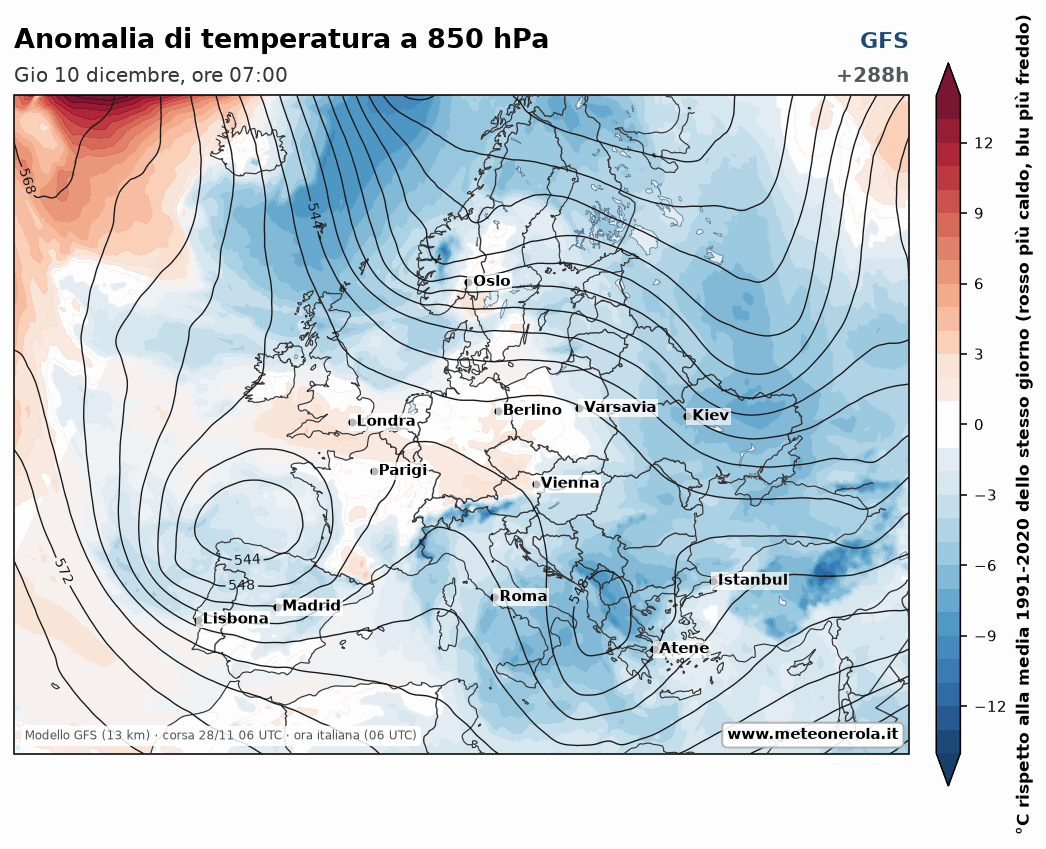 Anomalia di temperatura a 850 hPa
GFS
Gio 10 dicembre, ore 07:00
+288h
568
544
Oslo
Berlino
Varsavia
Kiev
Londra
Parigi
Vienna
544
548
572
548
Madrid
Lisbona
Roma
Istanbul
Atene
Modello GFS (13 km) · corsa 28/11 06 UTC · ora italiana (06 UTC)
www.meteonerola.it
12
9
6
3
0
−3
−6
−9
−12
°C rispetto alla media 1991-2020 dello stesso giorno (rosso più caldo, blu più freddo)